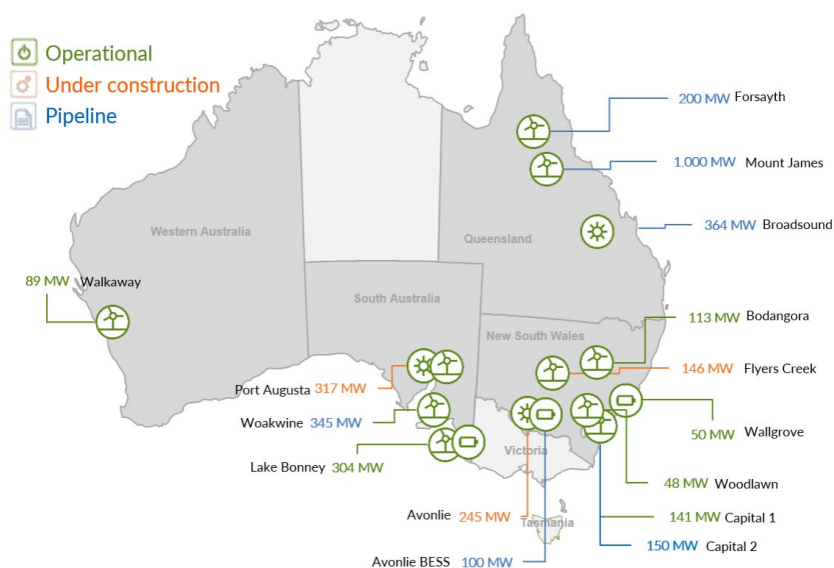 Operational
Under construction
Pipeline
200 MW Forsayth
1.000 MW Mount James
Western Australia
Queensland
364 MW Broadsound
89 MW Walkaway
South Australia
113 MW Bodangora
New South Wales
146 MW Flyers Creek
Port Augusta 317 MW
Woakwine 345 MW
50 MW Wallgrove
Victoria
Lake Bonney 304 MW
48 MW Woodlawn
Avonlie 245 MW
141 MW Capital 1
Tasmania
150 MW Capital 2
Avonlie BESS 100 MW